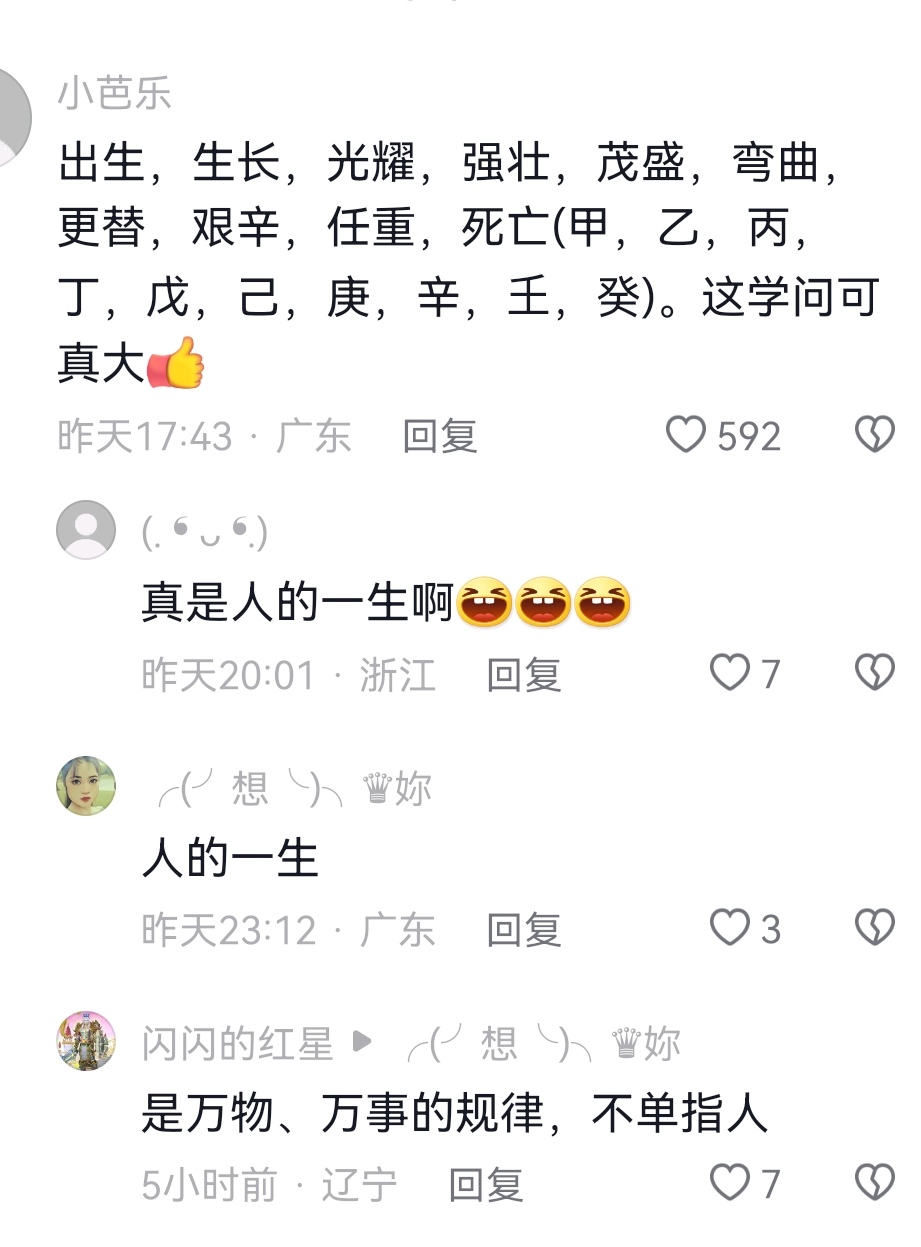 小芭乐
出生，生长，光耀，强壮，茂盛，弯曲，
更替，艰辛，任重，死亡(甲，乙，丙，
丁，戊，己，庚，辛，壬，癸)。这学问可
真大👍
昨天17:43 · 广东 回复 592
(. ❛ ᴗ ❛.)
真是人的一生啊😆😆😆
昨天20:01 · 浙江 回复 7
╭(╯想╰)╮♛妳
人的一生
昨天23:12 · 广东 回复 3
闪闪的红星 ▶ ╭(╯想╰)╮♛妳
是万物、万事的规律，不单指人
5小时前 · 辽宁 回复 7